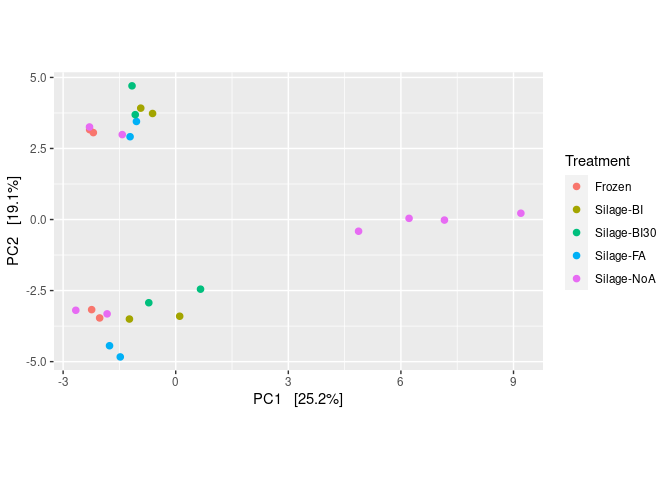 5.0
2.5
0.0
-2.5
-5.0
PC2 [19.1%]
-3
0
3
6
9
PC1 [25.2%]
Treatment
Frozen
Silage-BI
Silage-BI30
Silage-FA
Silage-NoA